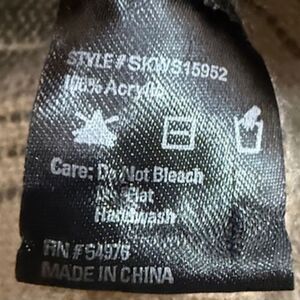 STYLE # SKWS15952
100% Acrylic
Care: Do Not Bleach
Flat
Handwash
RN # 54976
MADE IN CHINA